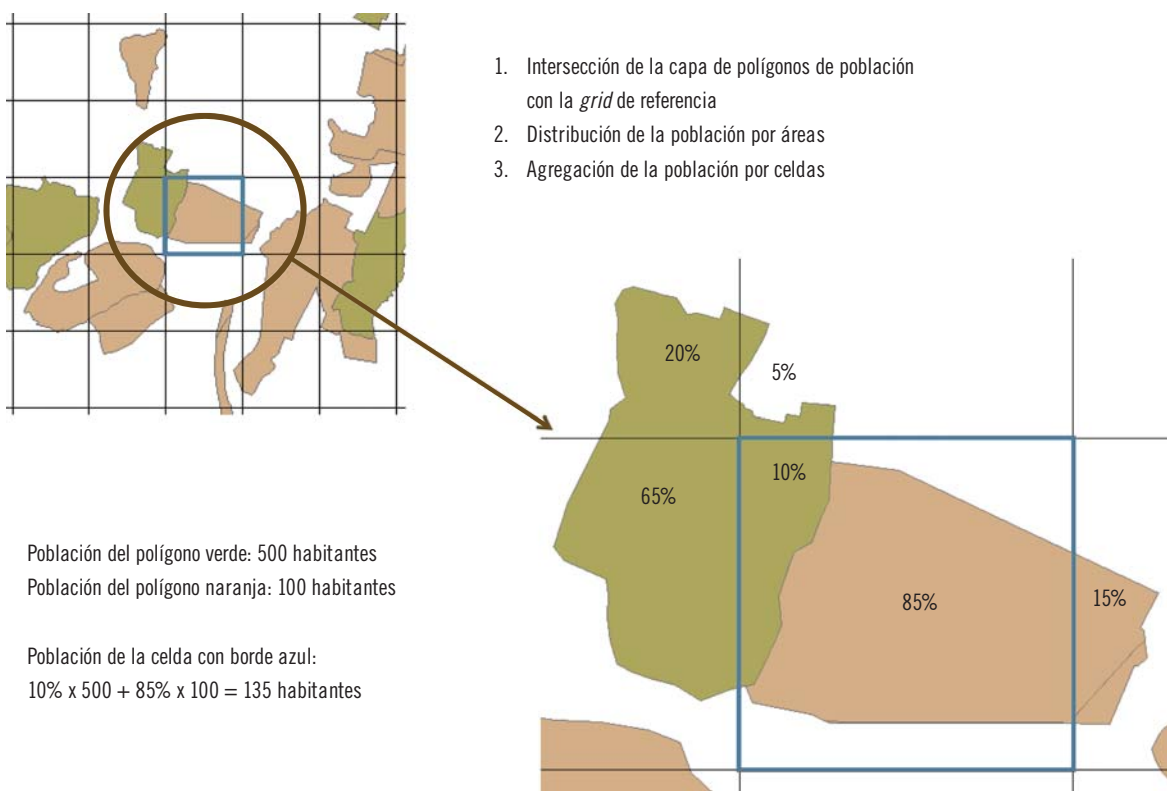 1. Intersección de la capa de polígonos de población
con la grid de referencia
2. Distribución de la población por áreas
3. Agregación de la población por celdas
20%
5%
10%
65%
85%
15%
Población del polígono verde: 500 habitantes
Población del polígono naranja: 100 habitantes
Población de la celda con borde azul:
10% x 500 + 85% x 100 = 135 habitantes